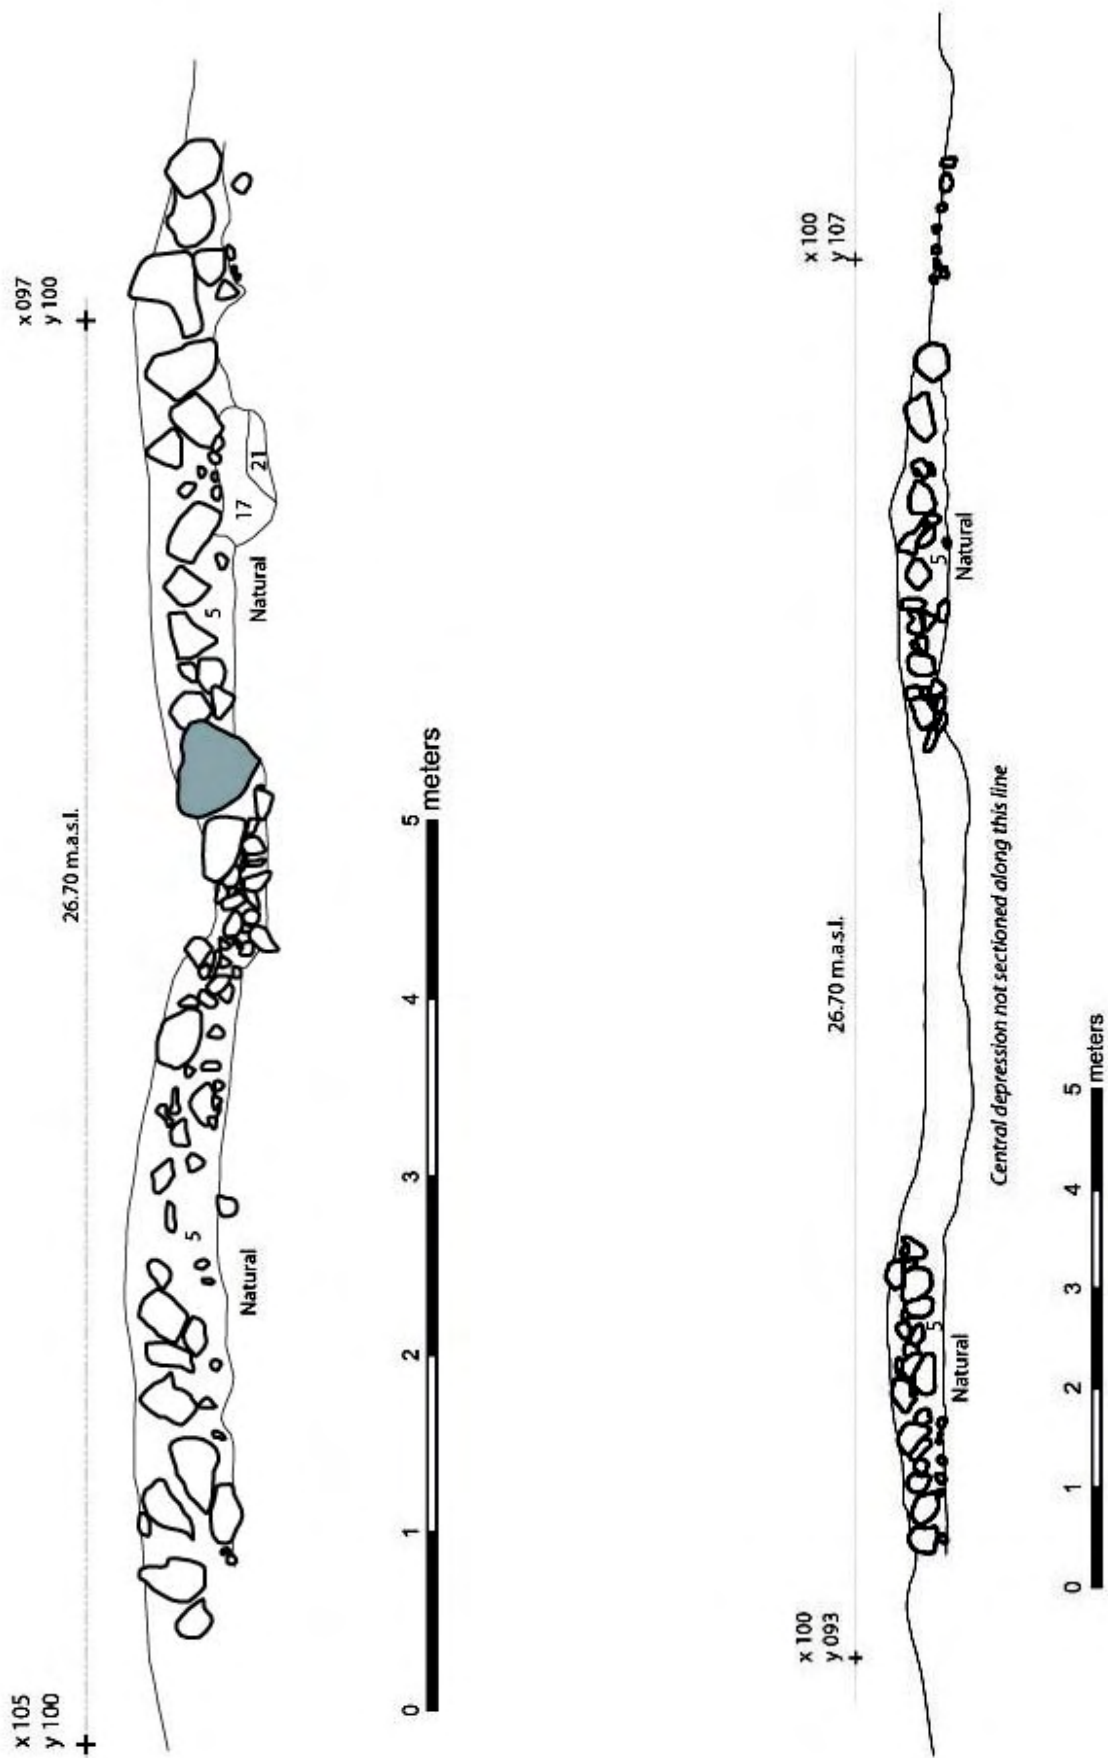 x 105
y 100
26.70 m.a.s.l.
x 097
y 100
5
Natural
5
Natural
17
21
0
1
2
3
4
5 meters
x 100
y 093
26.70 m.a.s.l.
x 100
y 107
5
Natural
5
Natural
Central depression not sectioned along this line
0
1
2
3
4
5
meters